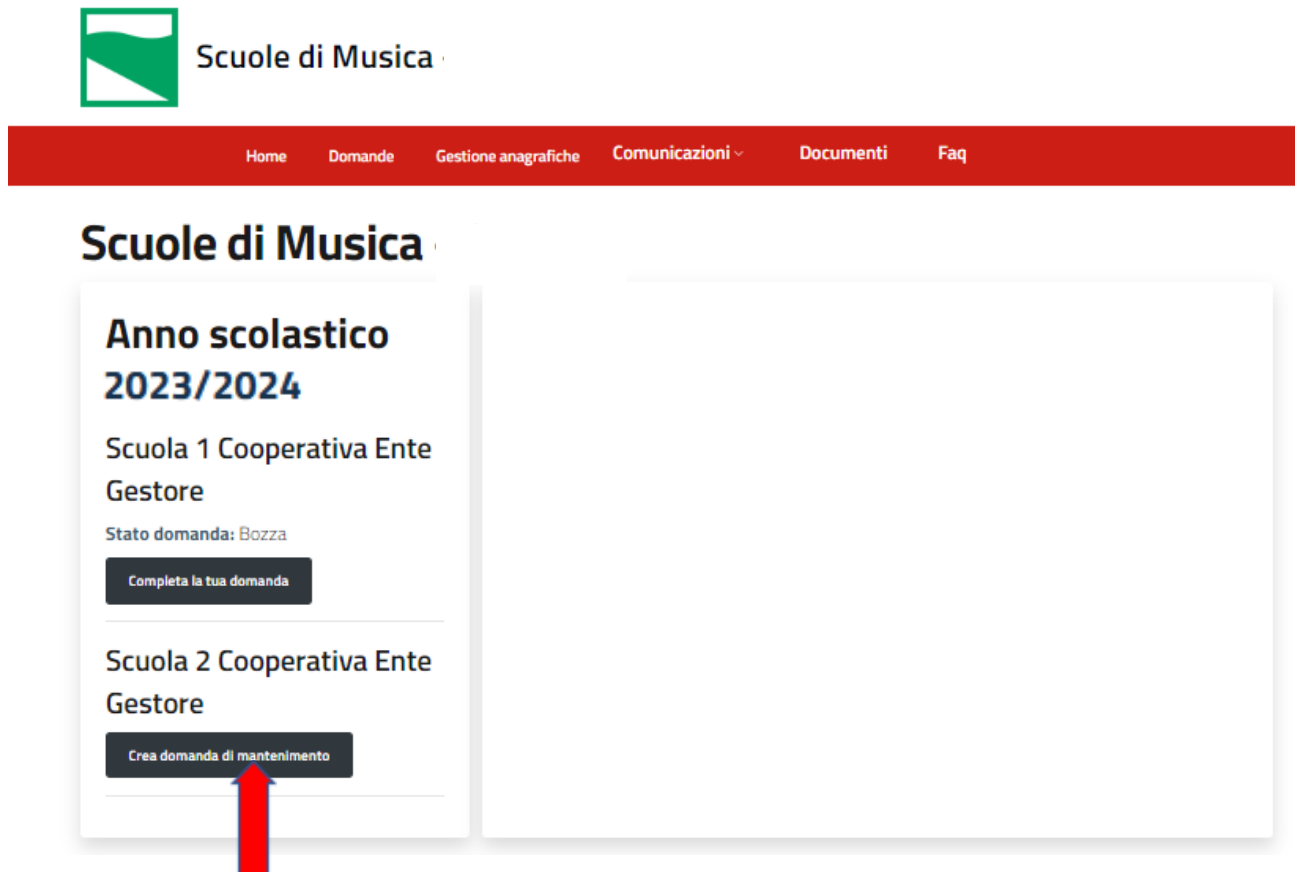 Scuole di Musica
Home Domande Gestione anagrafiche Comunicazioni Documenti Faq
Scuole di Musica
Anno scolastico
2023/2024
Scuola 1 Cooperativa Ente
Gestore
Stato domanda: Bozza
Completa la tua domanda
Scuola 2 Cooperativa Ente
Gestore
Crea domanda di mantenimento